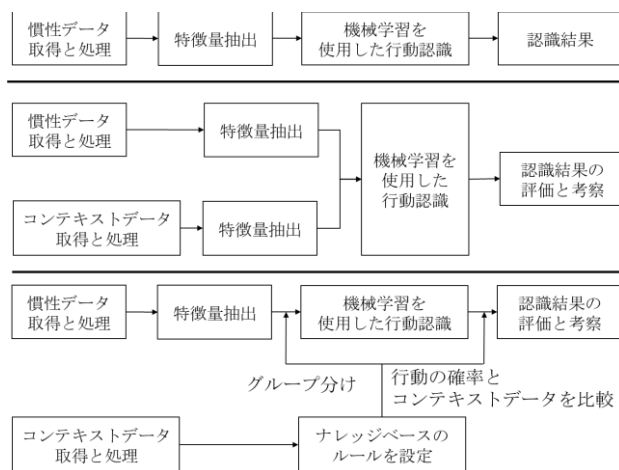 慣性データ
取得と処理
特徴量抽出
機械学習を
使用した行動認識
認識結果
慣性データ
取得と処理
特徴量抽出
コンテキストデータ
取得と処理
特徴量抽出
機械学習を
使用した
行動認識
認識結果の
評価と考察
慣性データ
取得と処理
特徴量抽出
機械学習を
使用した行動認識
認識結果の
評価と考察
グループ分け
行動の確率と
コンテキストデータを比較
コンテキストデータ
取得と処理
ナレッジベースの
ルールを設定